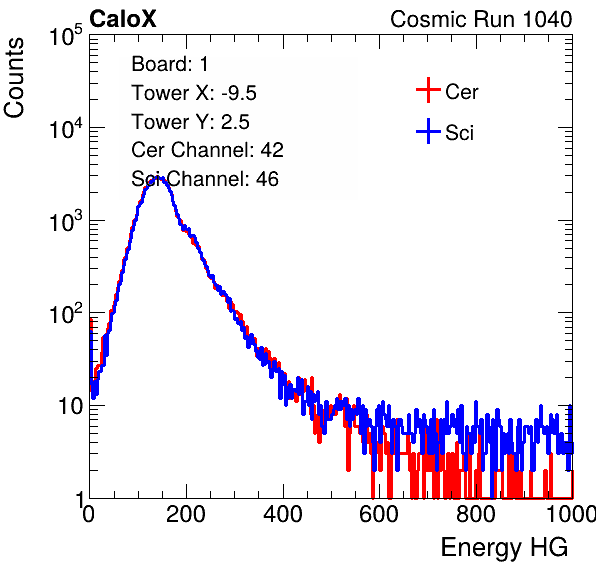 CaloX
Cosmic Run 1040
Counts
Board: 1
Tower X: -9.5
Tower Y: 2.5
Cer Channel: 42
Sci Channel: 46
Cer
Sci
10^5
10^4
10^3
10^2
10
1
0 200 400 600 800 1000
Energy HG